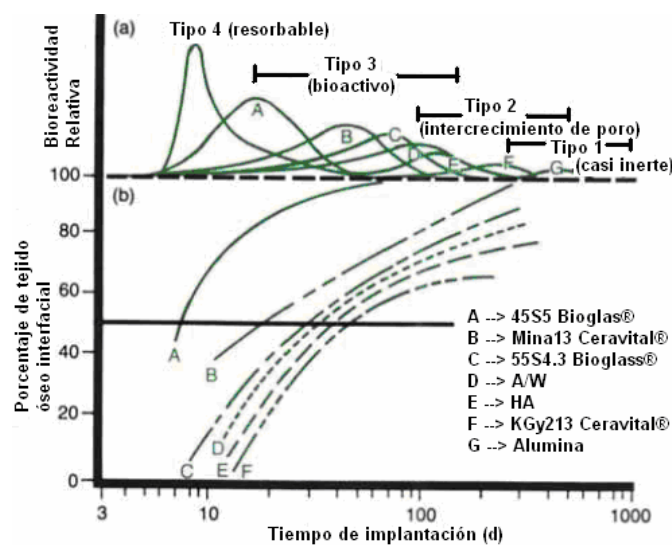 Tipo 4 (resorbable)
(a)
Tipo 3
(bioactivo)
Tipo 2
(intercrecimiento de poro)
Tipo 1
(casi inerte)
A
B
C
D
E
F
G
Bioreactividad
Relativa
100
(b)
80
60
40
20
0
Porcentaje de tejido
óseo interfacial
A
B
C
D
E
F
A --> 45S5 Bioglas®
B --> Mina13 Ceravital®
C --> 55S4.3 Bioglass®
D --> A/W
E --> HA
F --> KGy213 Ceravital®
G --> Alumina
3 10 100 1000
Tiempo de implantación (d)